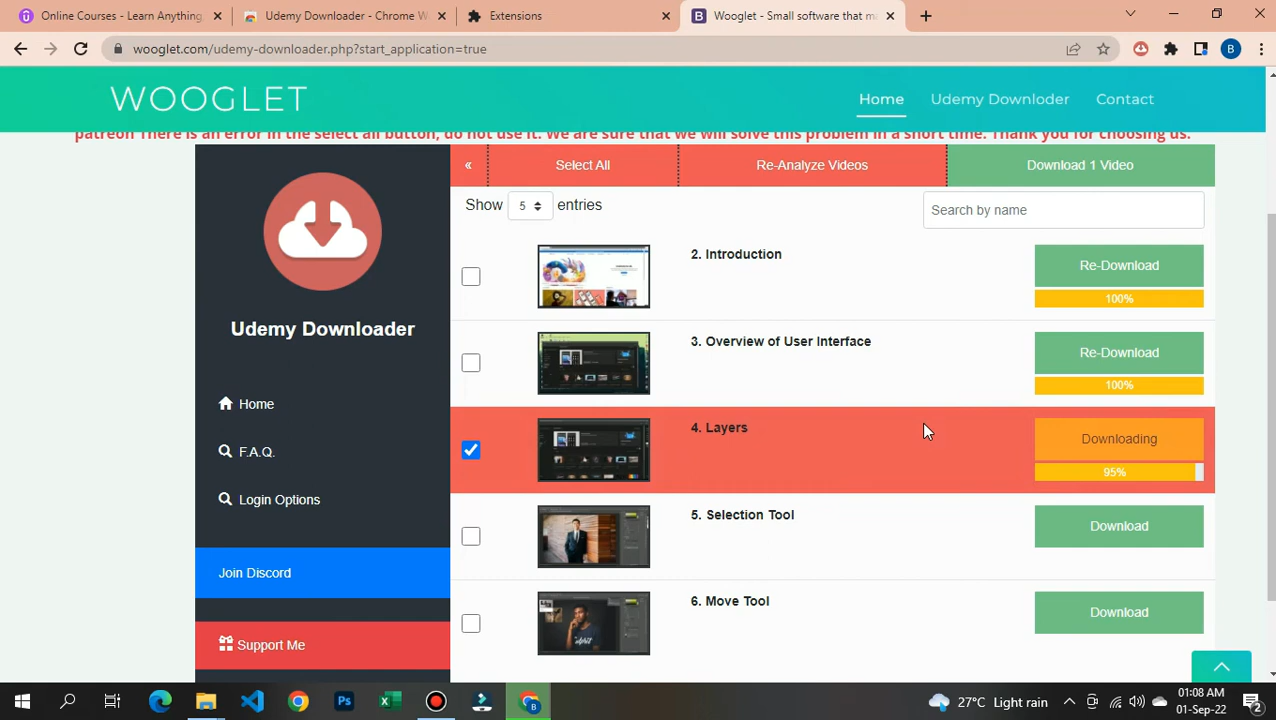 Online Courses - Learn Anything,
Udemy Downloader - Chrome W
Extensions
Wooglet - Small software that ma
wooglet.com/udemy-downloader.php?start_application=true
B
WOOGLET
Home
Udemy Downloder
Contact
patreon There is an error in the select all button, do not use it. We are sure that we will solve this problem in a short time. Thank you for choosing us.
«
Select All
Re-Analyze Videos
Download 1 Video
Show 5 entries
Search by name
Udemy Downloader
Home
F.A.Q.
Login Options
Join Discord
Support Me
2. Introduction
Re-Download
100%
3. Overview of User Interface
Re-Download
100%
4. Layers
Downloading
95%
5. Selection Tool
Download
6. Move Tool
Download
27°C Light rain
01:08 AM
01-Sep-22
2